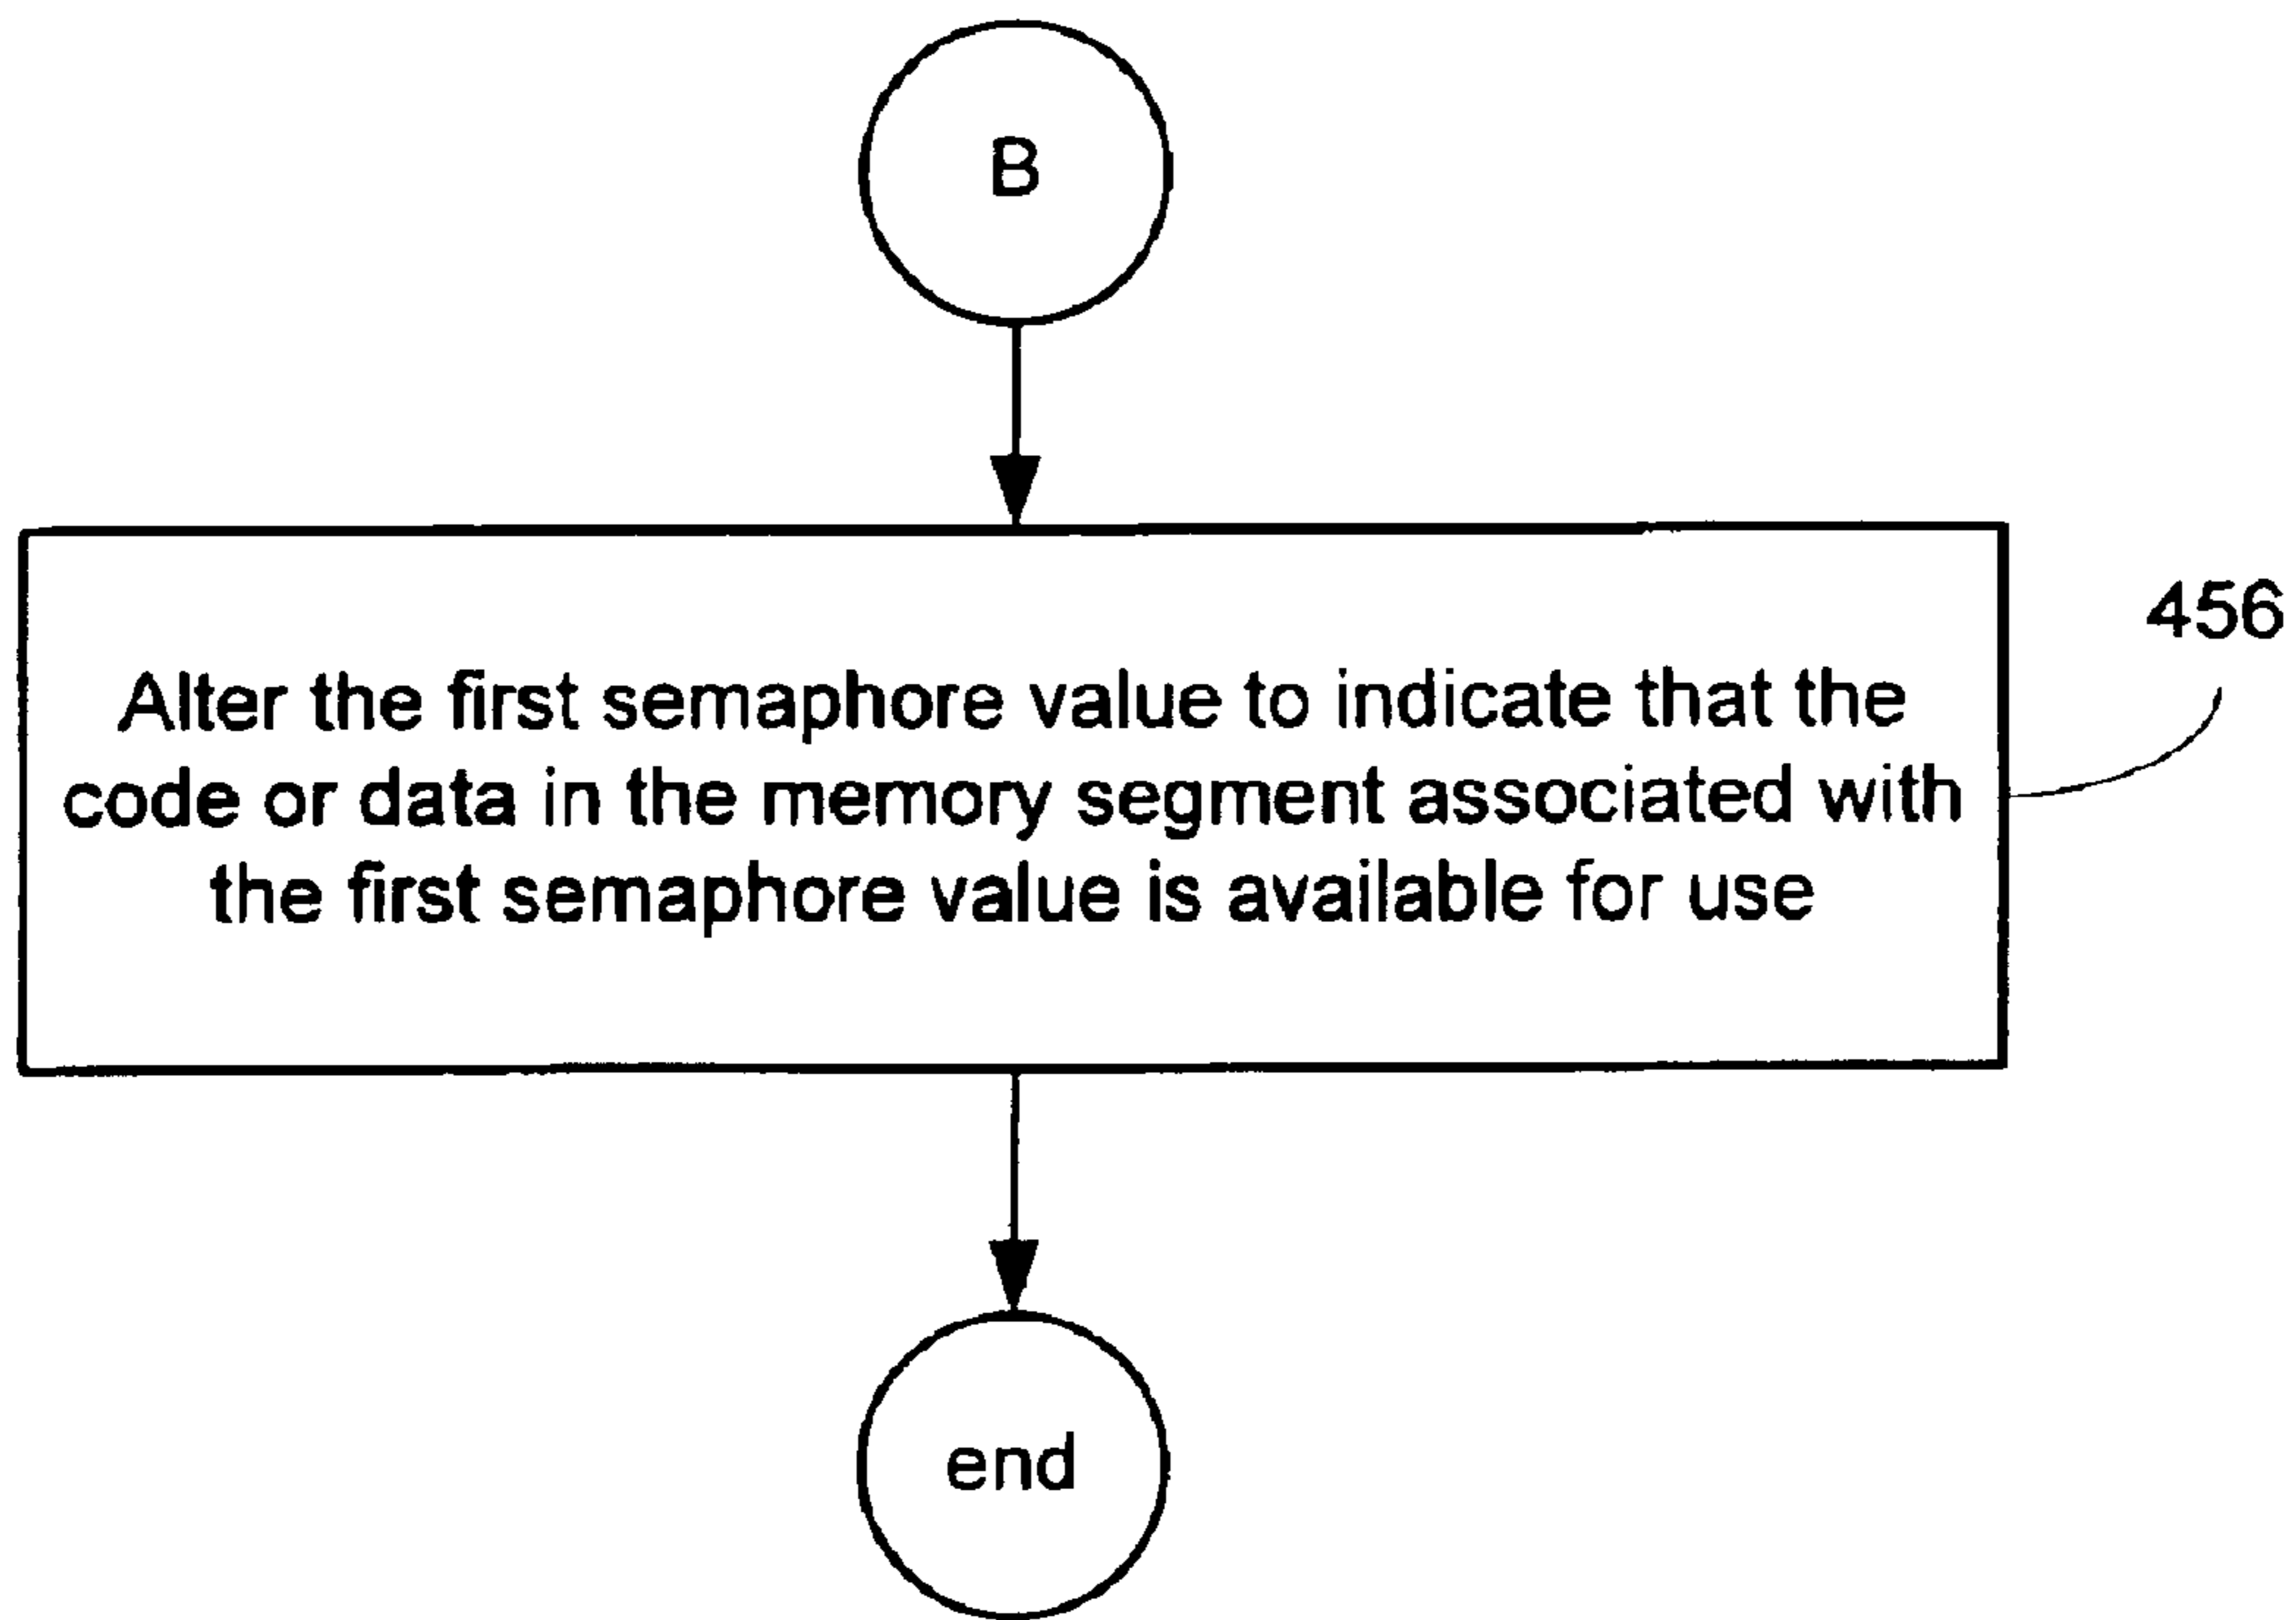 B
456
Alter the first semaphore value to indicate that the
code or data in the memory segment associated with
the first semaphore value is available for use
end